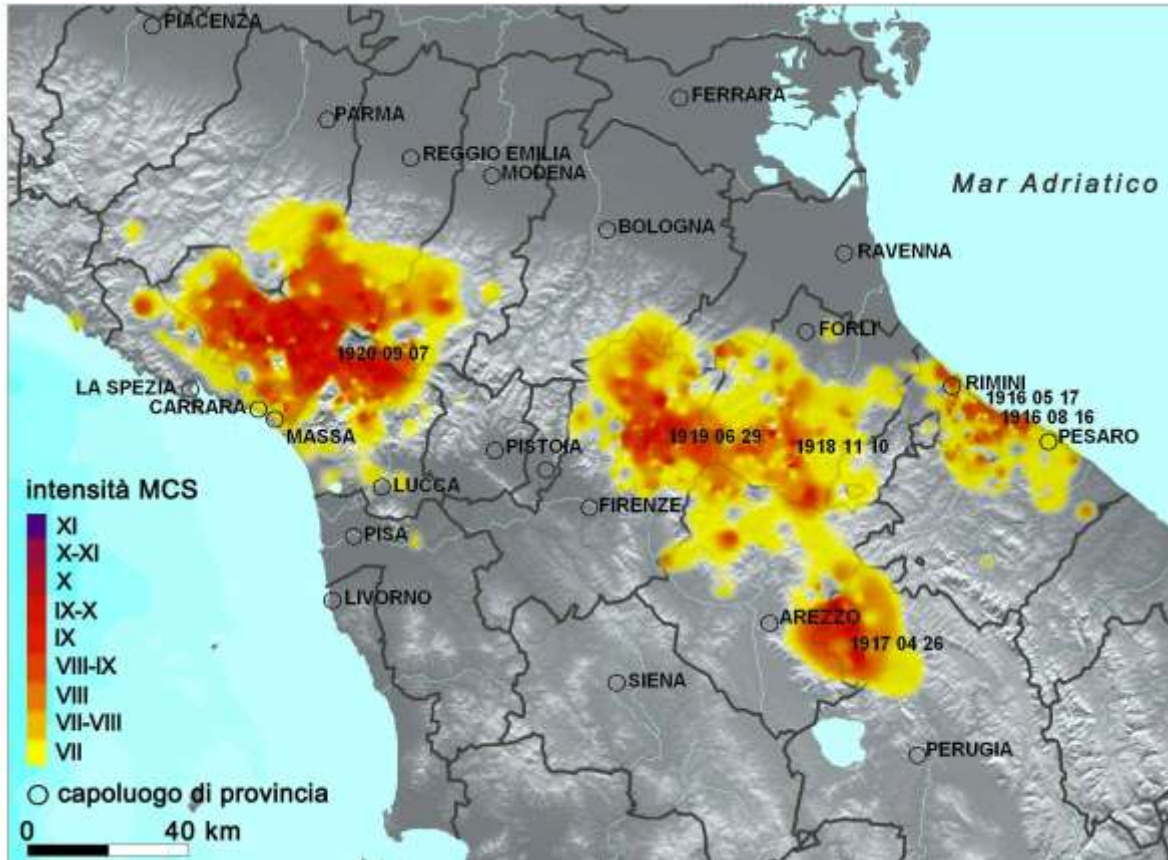 PIACENZA
FERRARA
PARMA
REGGIO EMILIA
MODENA
Mar Adriatico
BOLOGNA
RAVENNA
FORLI'
1920 09 07
LA SPEZIA
RIMINI
1916 05 17
CARRARA
1916 08 16
MASSA
1919 06 29
1918 11 10
PESARO
PISTOIA
intensità MCS
LUCCA
FIRENZE
XI
PISA
X-XI
X
IX-X
LIVORNO
IX
AREZZO
1917 04 26
VIII-IX
SIENA
VIII
VII-VIII
VII
PERUGIA
capoluogo di provincia
0 40 km